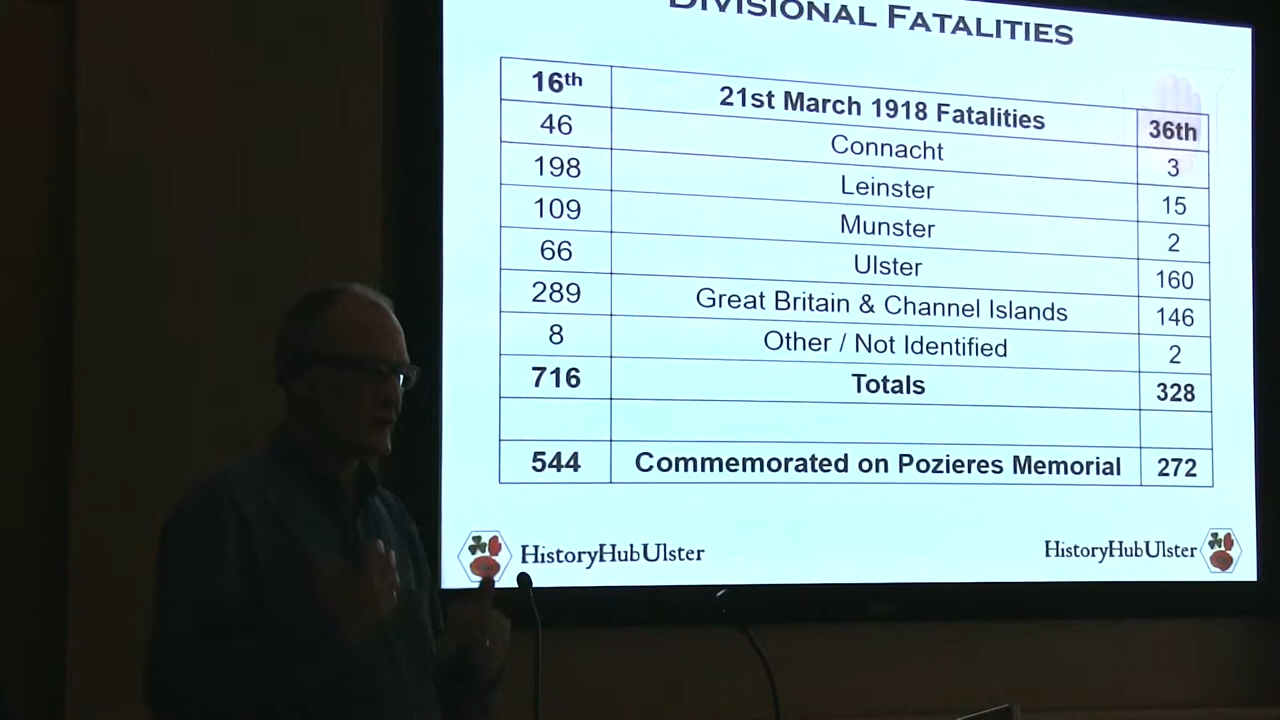 DIVISIONAL FATALITIES
16th 21st March 1918 Fatalities 36th
46 Connacht 3
198 Leinster 15
109 Munster 2
66 Ulster 160
289 Great Britain & Channel Islands 146
8 Other / Not Identified 2
716 Totals 328
544 Commemorated on Pozieres Memorial 272
HistoryHubUlster HistoryHubUlster